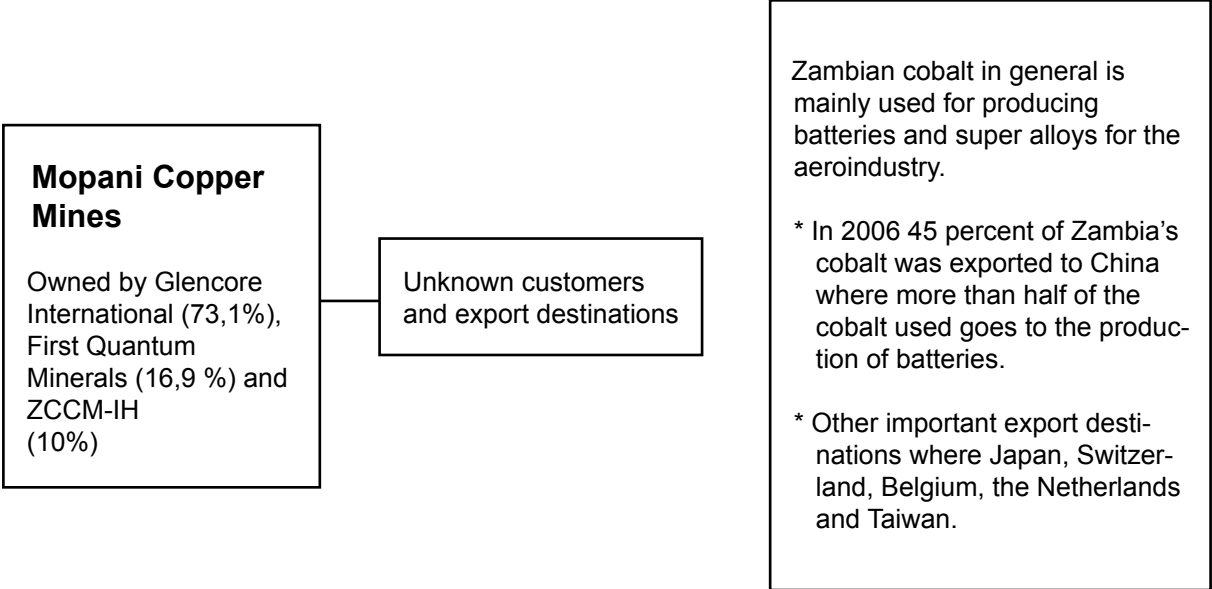 Mopani Copper
Mines
Owned by Glencore
International (73,1%),
First Quantum
Minerals (16,9 %) and
ZCCM-IH
(10%)
Unknown customers
and export destinations
Zambian cobalt in general is
mainly used for producing
batteries and super alloys for the
aeroindustry.
* In 2006 45 percent of Zambia’s
cobalt was exported to China
where more than half of the
cobalt used goes to the produc-
tion of batteries.
* Other important export desti-
nations where Japan, Switzer-
land, Belgium, the Netherlands
and Taiwan.